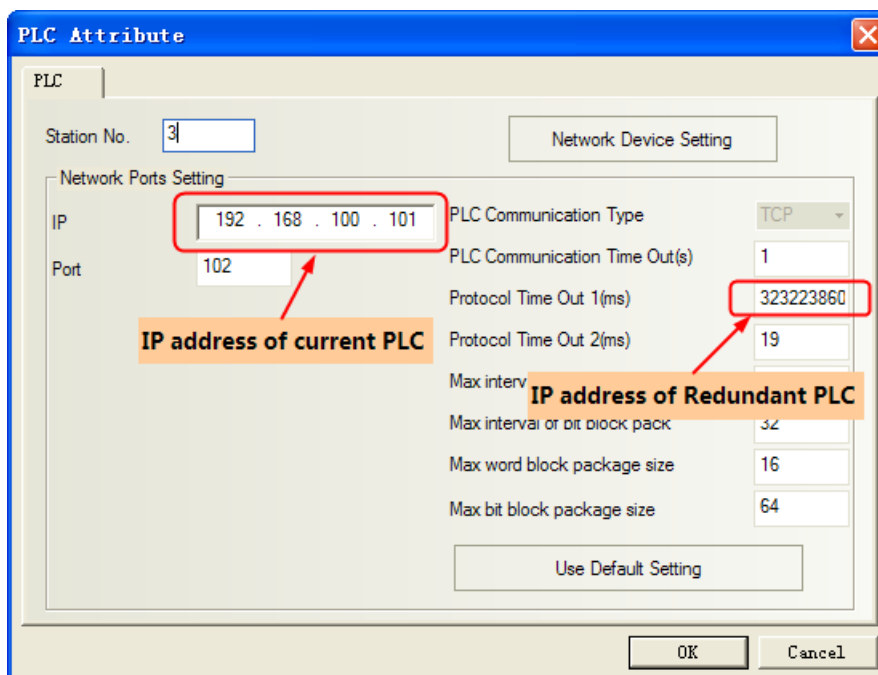 PLC Attribute
PLC
Station No. 3
Network Device Setting
Network Ports Setting
IP 192 . 168 . 100 . 101
Port 102
PLC Communication Type TCP
PLC Communication Time Out(s) 1
Protocol Time Out 1(ms) 323223860
IP address of current PLC
Protocol Time Out 2(ms) 19
Max interv
IP address of Redundant PLC
Max interval of bit block pack 32
Max word block package size 16
Max bit block package size 64
Use Default Setting
OK Cancel